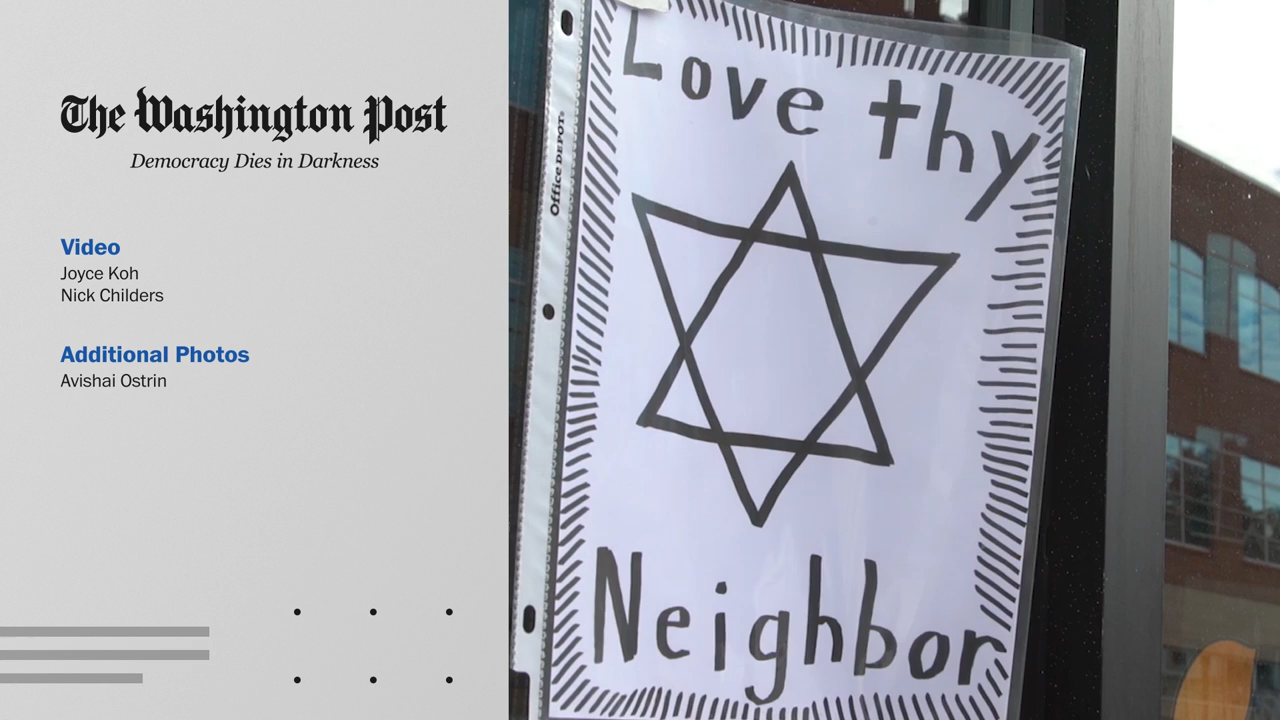 The Washington Post
Democracy Dies in Darkness
Video
Joyce Koh
Nick Childers
Additional Photos
Avishai Ostrin
Office DEPOT
Love thy
Neighbor